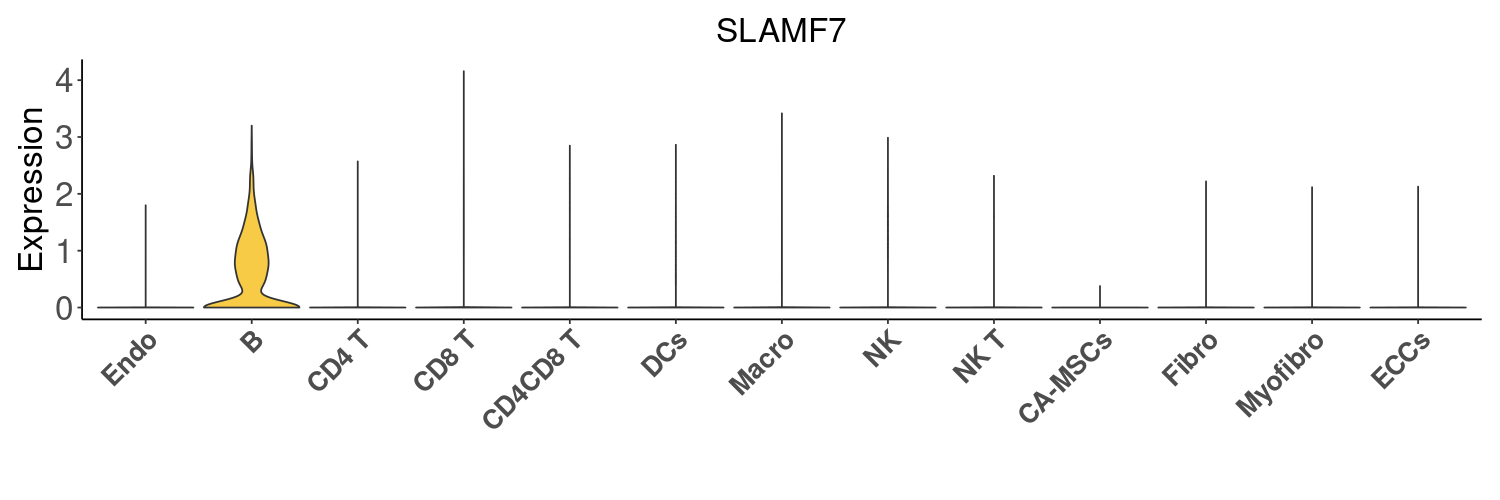 SLAMF7
Expression
4
3
2
1
0
Endo
B
CD4 T
CD8 T
CD4CD8 T
DCs
Macro
NK
NK T
CA-MSCs
Fibro
Myofibro
ECCs